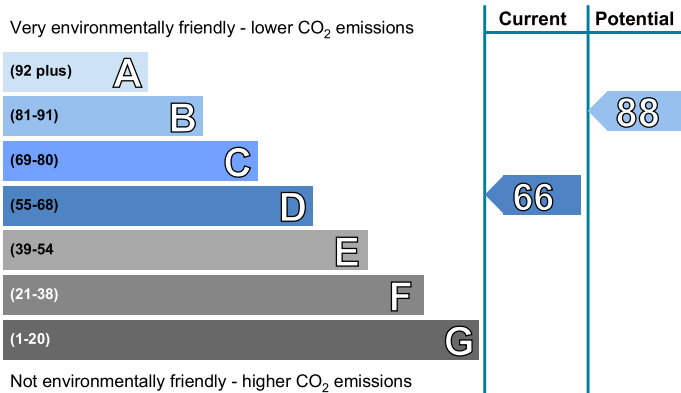 Very environmentally friendly - lower CO2 emissions
Current
Potential
(92 plus) A
(81-91) B
(69-80) C
(55-68) D
(39-54 E
(21-38) F
(1-20) G
88
66
Not environmentally friendly - higher CO2 emissions